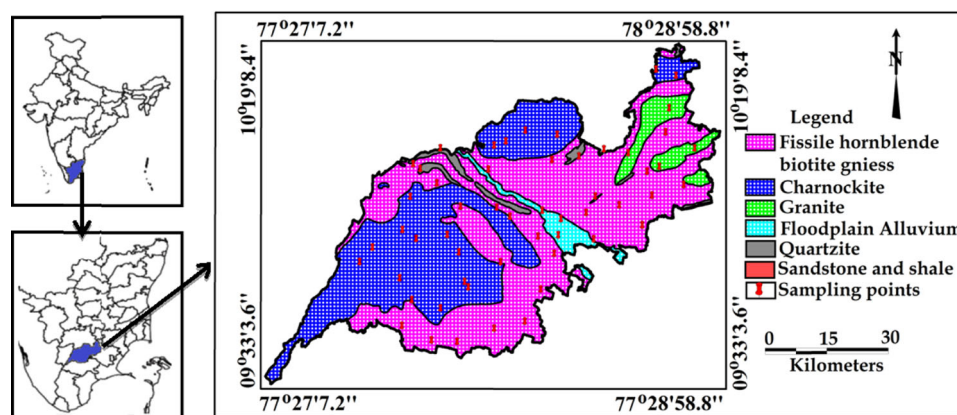 77°27'7.2''
78°28'58.8''
10°19'8.4''
10°19'8.4''
N
Legend
Fissile hornblende
biotite gniess
Charnockite
Granite
Floodplain Alluvium
Quartzite
Sandstone and shale
Sampling points
09°33'3.6''
09°33'3.6''
0 15 30
Kilometers
77°27'7.2''
77°28'58.8''